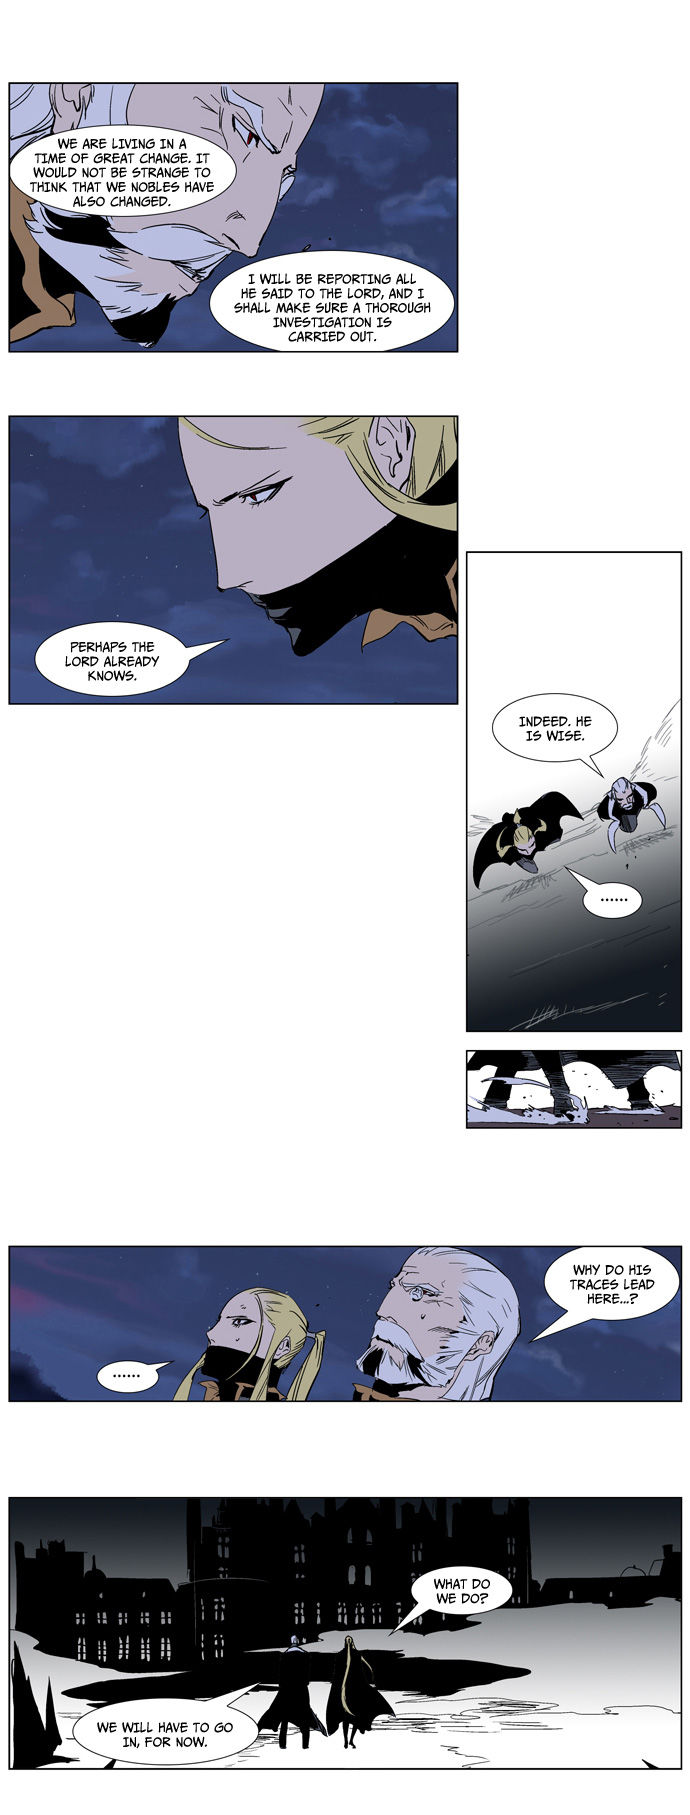 WE ARE LIVING IN A
TIME OF GREAT CHANGE. IT
WOULD NOT BE STRANGE TO
THINK THAT WE NOBLES HAVE
ALSO CHANGED.
I WILL BE REPORTING ALL
HE SAID TO THE LORD, AND I
SHALL MAKE SURE A THOROUGH
INVESTIGATION IS
CARRIED OUT.
PERHAPS THE
LORD ALREADY
KNOWS.
INDEED. HE
IS WISE.
......
WHY DO HIS
TRACES LEAD
HERE...?
......
WHAT DO
WE DO?
WE WILL HAVE TO GO
IN, FOR NOW.